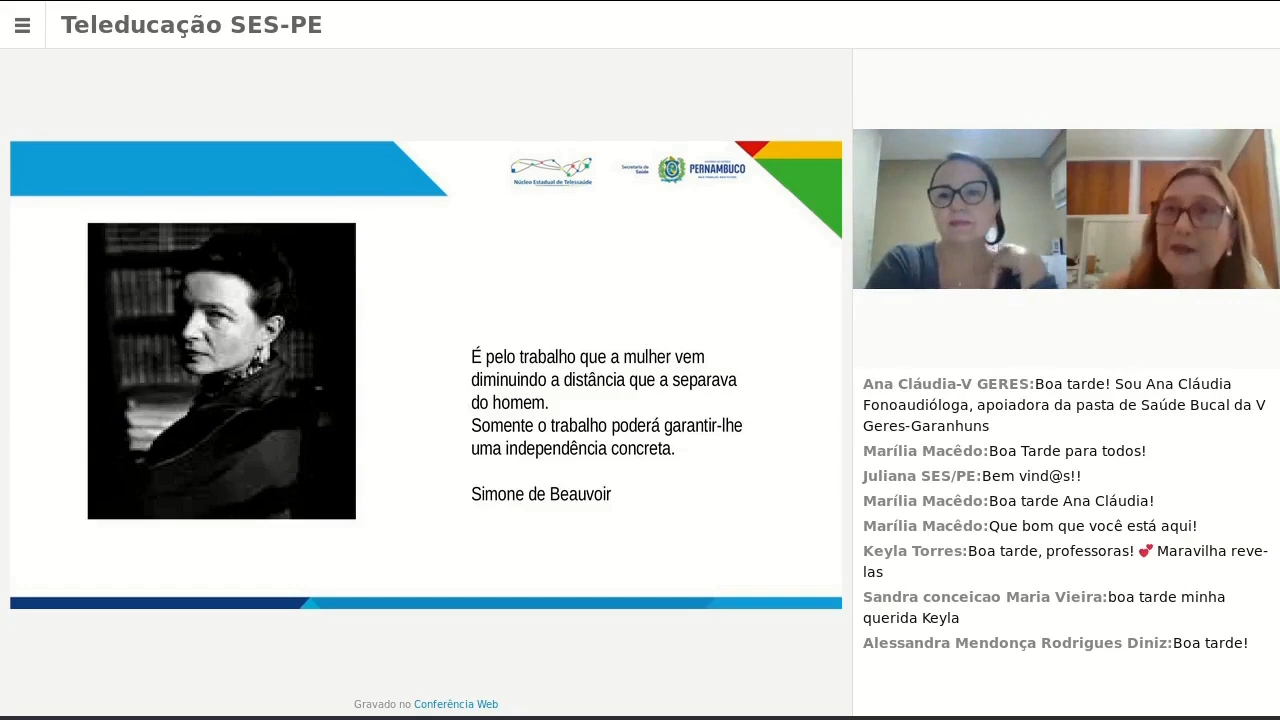 Teleducação SES-PE
Núcleo Estadual de Telessaúde
Secretaria de
Saúde
PERNAMBUCO
É pelo trabalho que a mulher vem
diminuindo a distância que a separava
do homem.
Somente o trabalho poderá garantir-lhe
uma independência concreta.
Simone de Beauvoir
Ana Cláudia-V GERES:Boa tarde! Sou Ana Cláudia
Fonoaudióloga, apoiadora da pasta de Saúde Bucal da V
Geres-Garanhuns
Marília Macêdo:Boa Tarde para todos!
Juliana SES/PE:Bem vind@s!!
Marília Macêdo:Boa tarde Ana Cláudia!
Marília Macêdo:Que bom que você está aqui!
Keyla Torres:Boa tarde, professoras! 💕 Maravilha reve-
las
Sandra conceicao Maria Vieira:boa tarde minha
querida Keyla
Alessandra Mendonça Rodrigues Diniz:Boa tarde!
Gravado no Conferência Web